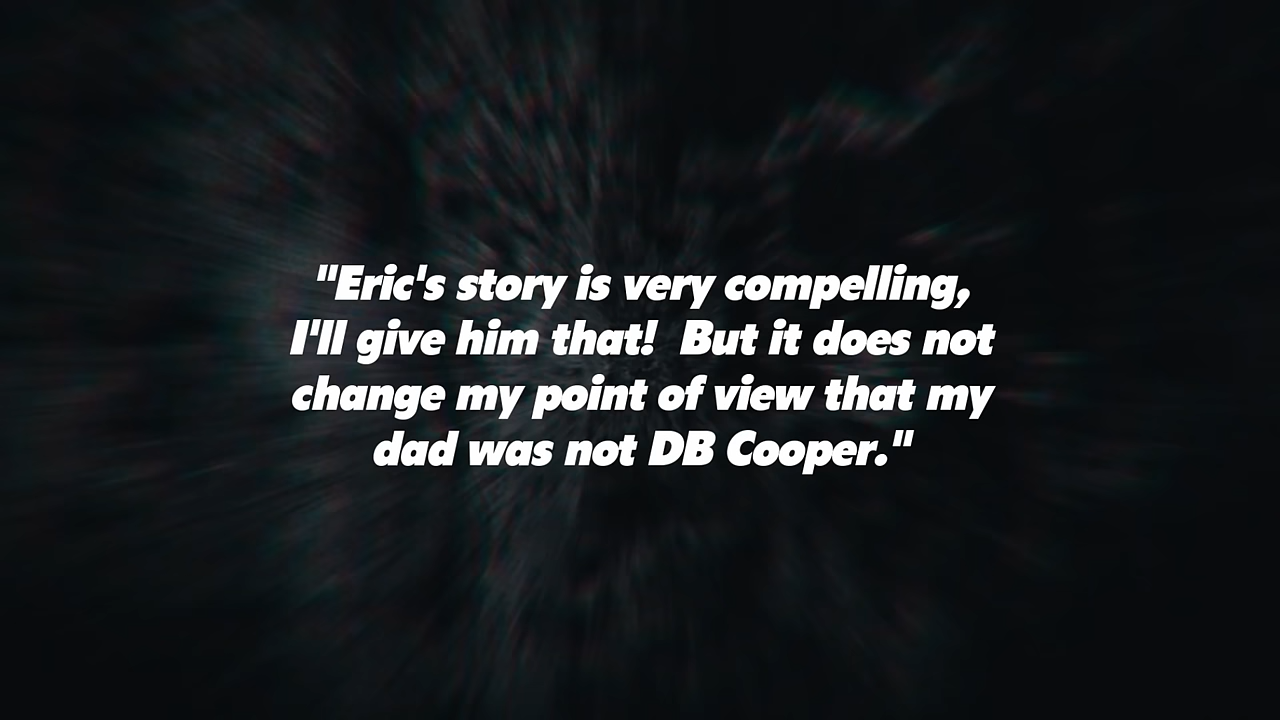 "Eric's story is very compelling,
I'll give him that!  But it does not
change my point of view that my
dad was not DB Cooper."